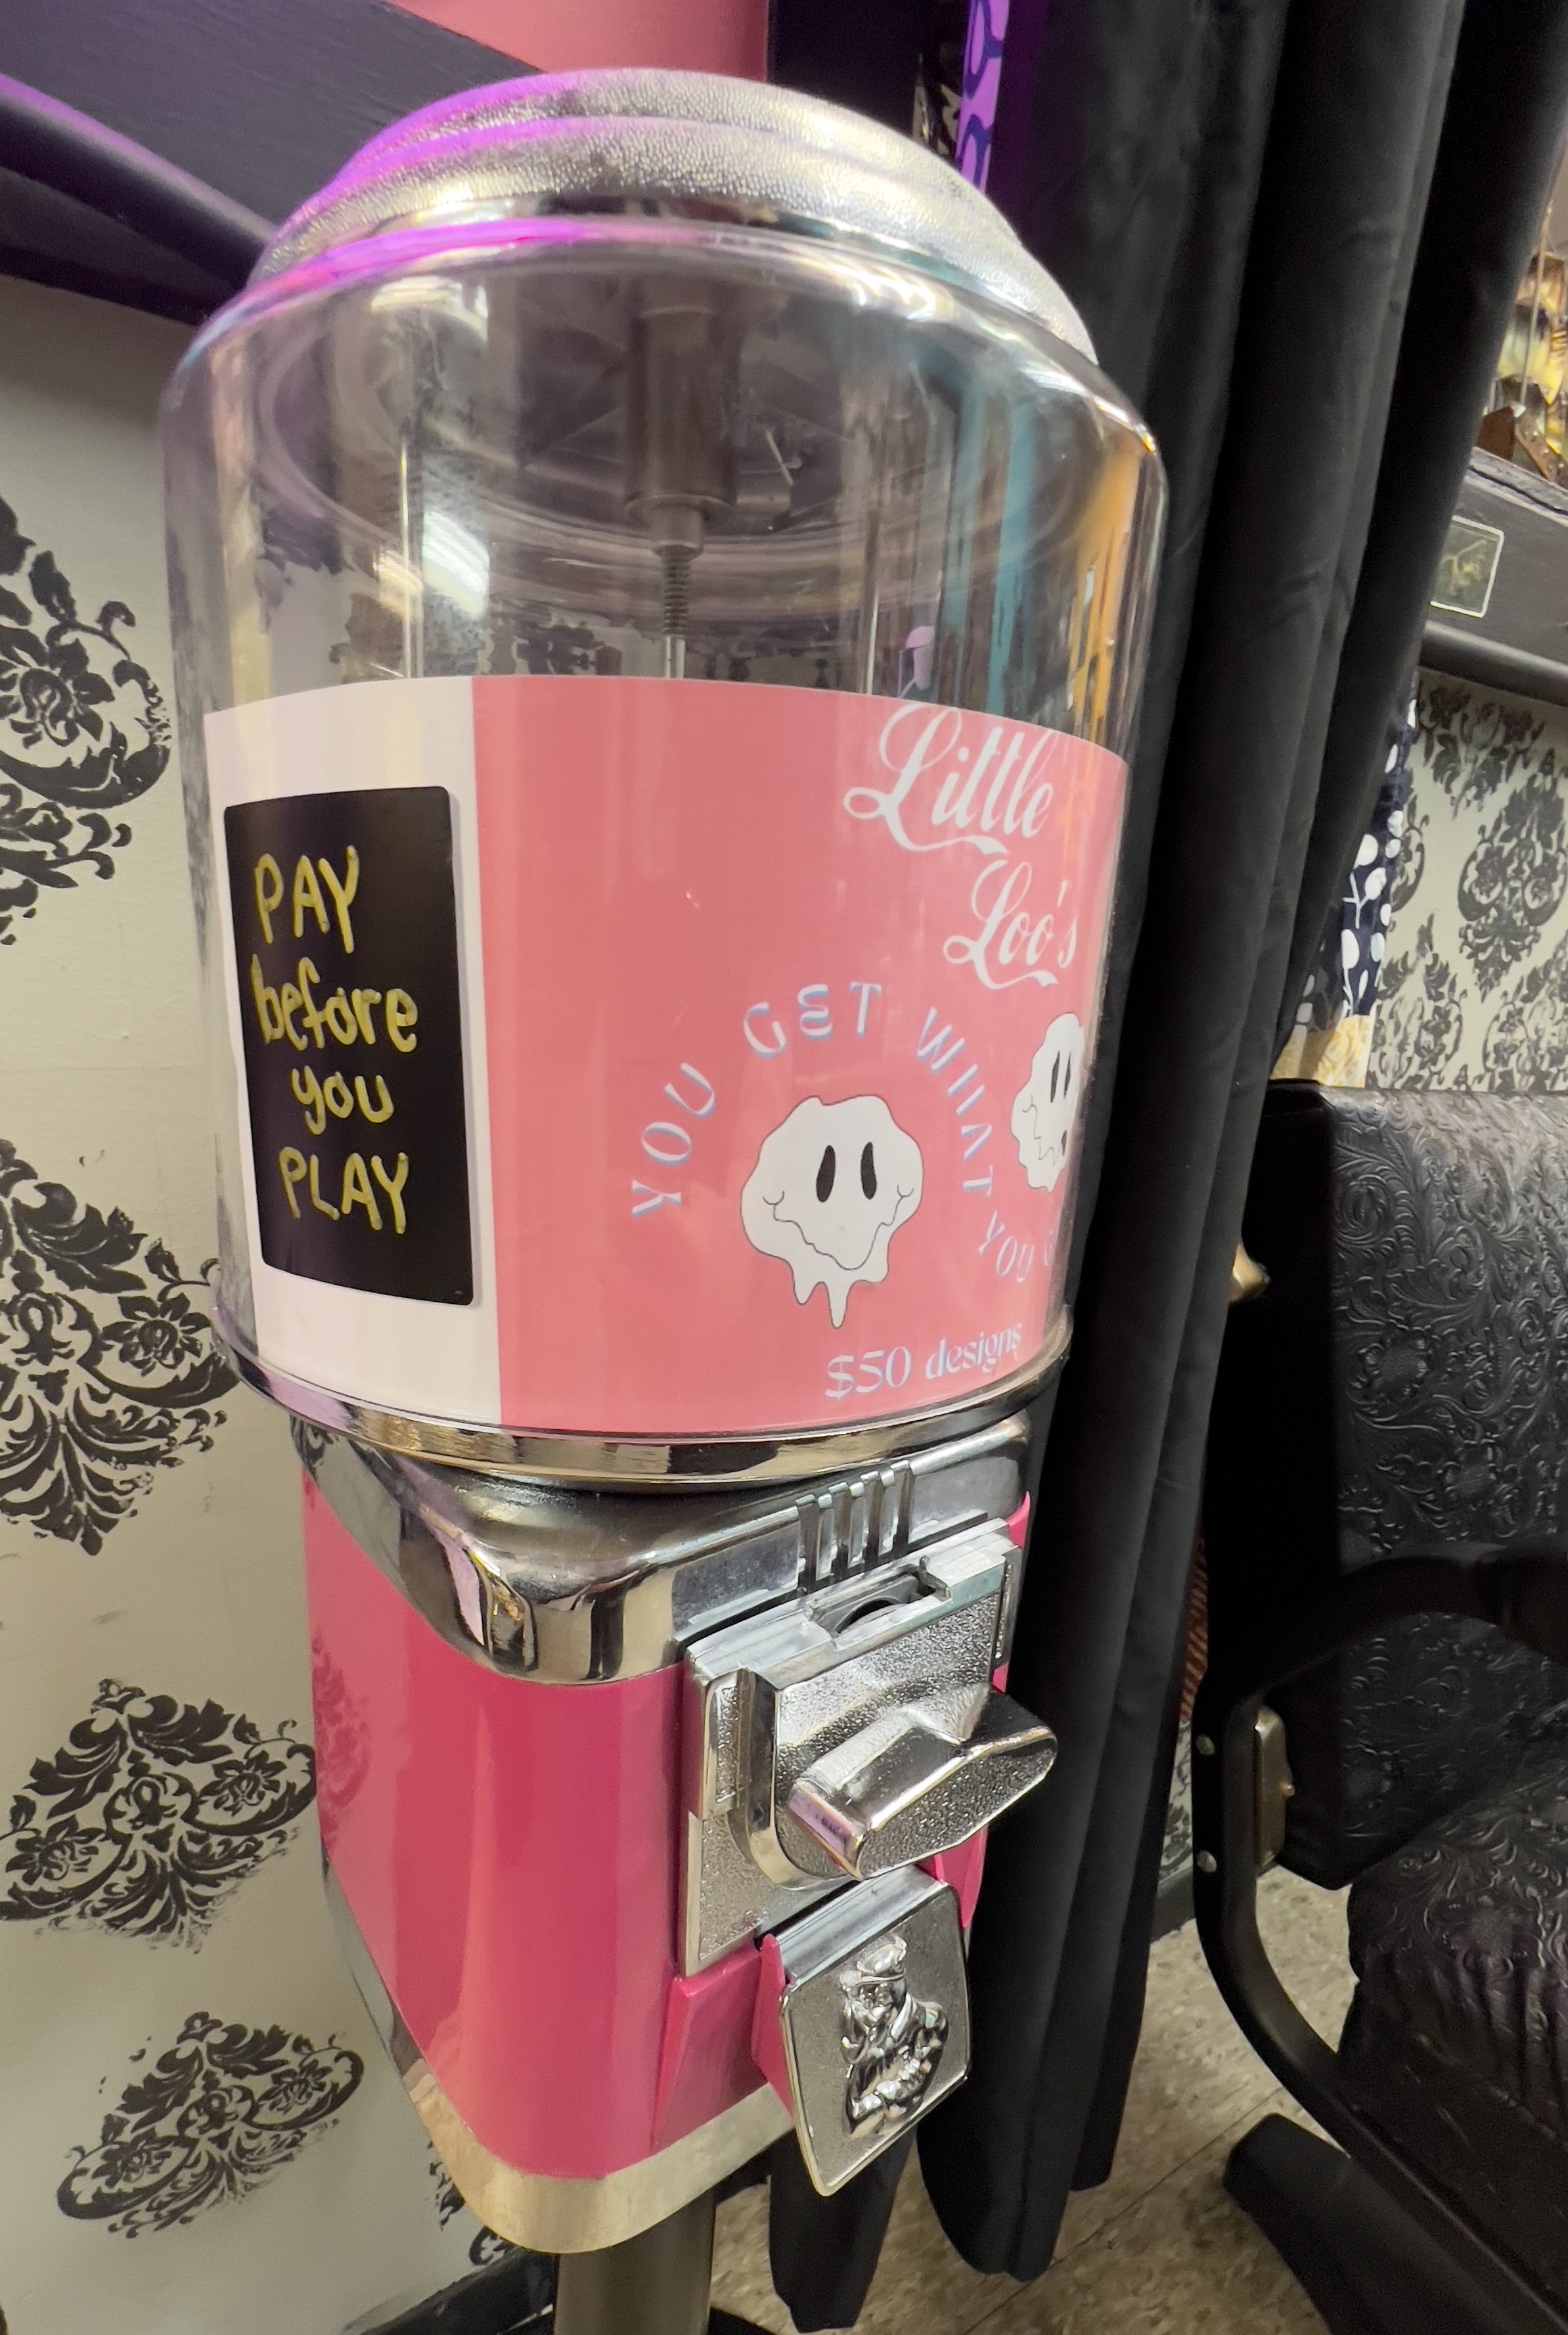 PAY
before
you
PLAY
Little
Loo's
YOU GET WHAT YOU
$50 designs